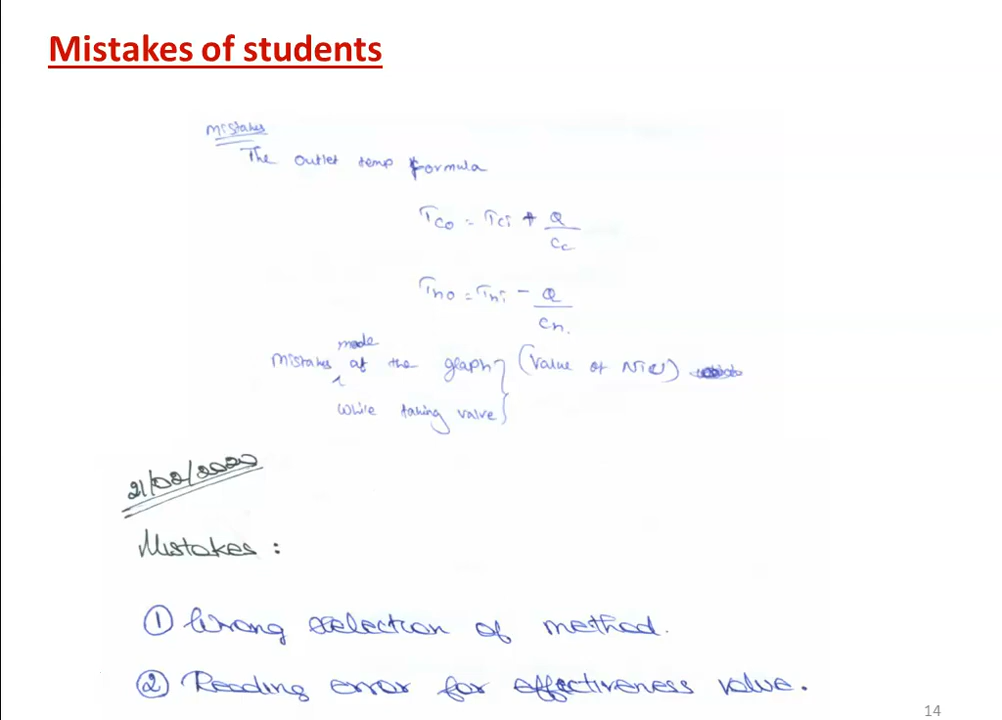 Mistakes of students
Mistakes
The outlet temp formula
Tco = Tci + Q/Cc
Tho = Thi - Q/Ch.
made
Mistakes at the graph (Value of NTU)
while taking value
21/02/2020
Mistakes :
① Wrong selection of method.
② Reading error for effectiveness value.
14